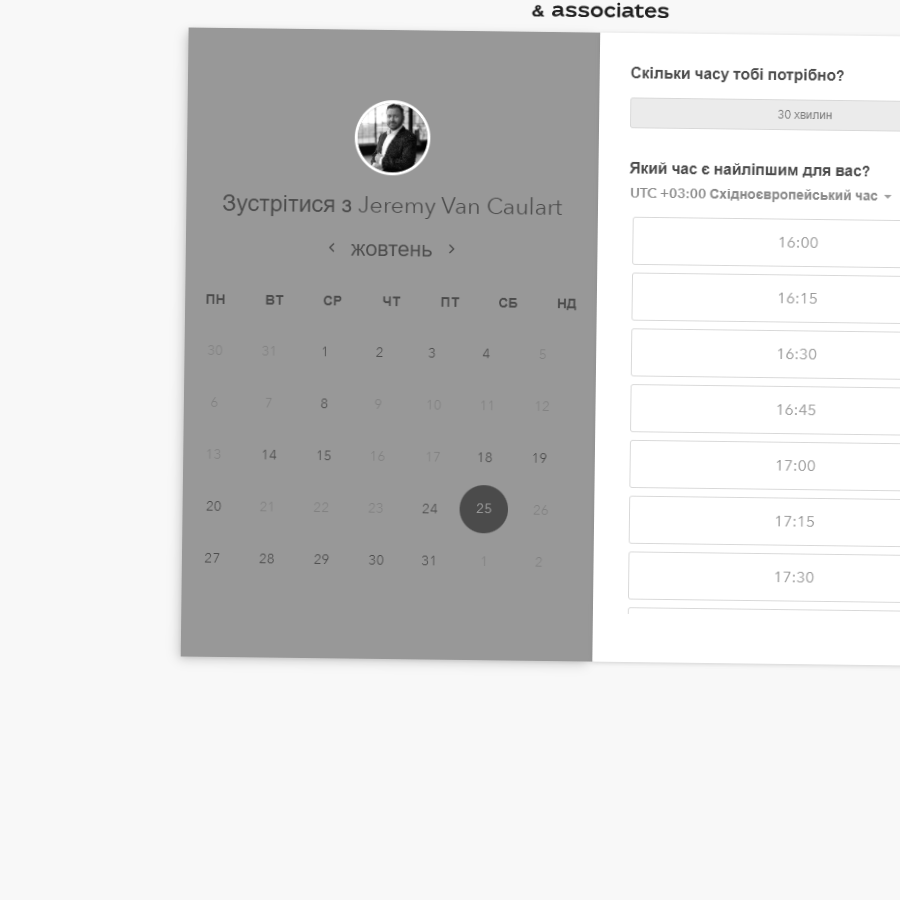 & associates
Зустрітися з Jeremy Van Caulart
жовтень
ПН ВТ СР ЧТ ПТ СБ НД
30 31 1 2 3 4 5
6 7 8 9 10 11 12
13 14 15 16 17 18 19
20 21 22 23 24 25 26
27 28 29 30 31 1 2
Скільки часу тобі потрібно?
30 хвилин
Який час є найліпшим для вас?
UTC +03:00 Східноєвропейський час
16:00
16:15
16:30
16:45
17:00
17:15
17:30